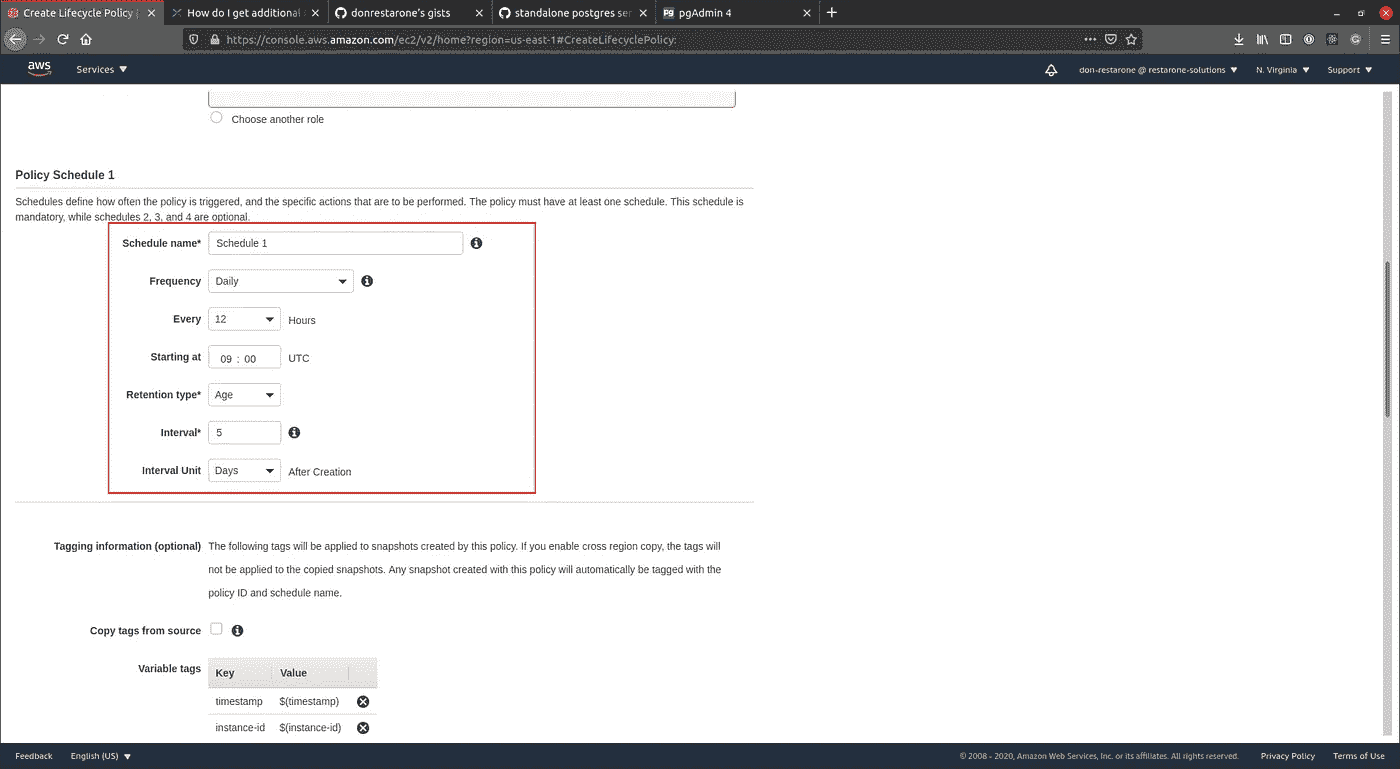 Create Lifecycle Policy
How do I get additional
donrestarone's gists
standalone postgres ser
pgAdmin 4
https://console.aws.amazon.com/ec2/v2/home?region=us-east-1#CreateLifecyclePolicy:
aws
Services
don-restarone @ restarone-solutions
N. Virginia
Support
Choose another role
Policy Schedule 1
Schedules define how often the policy is triggered, and the specific actions that are to be performed. The policy must have at least one schedule. This schedule is
mandatory, while schedules 2, 3, and 4 are optional.
Schedule name* Schedule 1
Frequency Daily
Every 12 Hours
Starting at 09 : 00 UTC
Retention type* Age
Interval* 5
Interval Unit Days After Creation
Tagging information (optional) The following tags will be applied to snapshots created by this policy. If you enable cross region copy, the tags will
not be applied to the copied snapshots. Any snapshot created with this policy will automatically be tagged with the
policy ID and schedule name.
Copy tags from source
Variable tags Key Value
timestamp $(timestamp)
instance-id $(instance-id)
Feedback English (US) © 2008 - 2020, Amazon Web Services, Inc. or its affiliates. All rights reserved. Privacy Policy Terms of Use